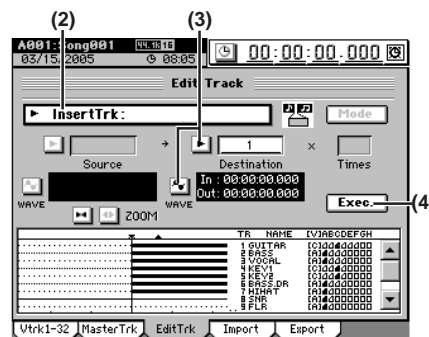 (2)
(3)
A001:Song001 44.1k 16
03/15/2005 08:05
00:00:00.000
Edit Track
InsertTrk:
Mode
1
×
Source
Destination
Times
WAVE
WAVE
In : 00:00:00.000
Out: 00:00:00.000
Exec.
(4
ZOOM
TR NAME [V]ABCDEFGH
1 GUITAR
2 BASS
3 VOCAL
4 KEY1
5 KEY2
6 BASS.DR
7 HIHAT
8 SNR
9 FLR
Vtrk1-32 MasterTrk EditTrk Import Export